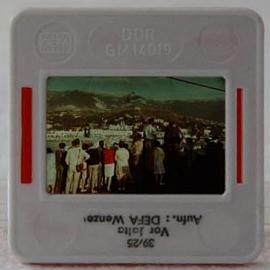 DDR
GM 14019
39/25
Vor Jalta
Aufn.: DEFA Wenzel